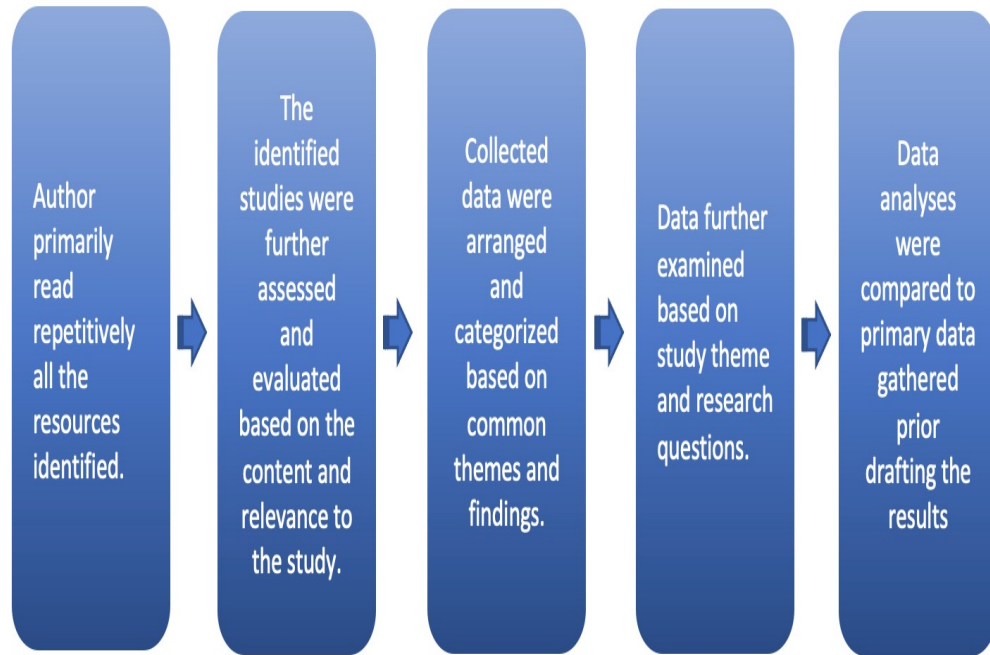 Author
primarily
read
repetitively
all the
resources
identified.
The
identified
studies were
further
assessed
and
evaluated
based on the
content and
relevance to
the study.
Collected
data were
arranged
and
categorized
based on
common
themes and
findings.
Data further
examined
based on
study theme
and research
questions.
Data
analyses
were
compared to
primary data
gathered
prior
drafting the
results